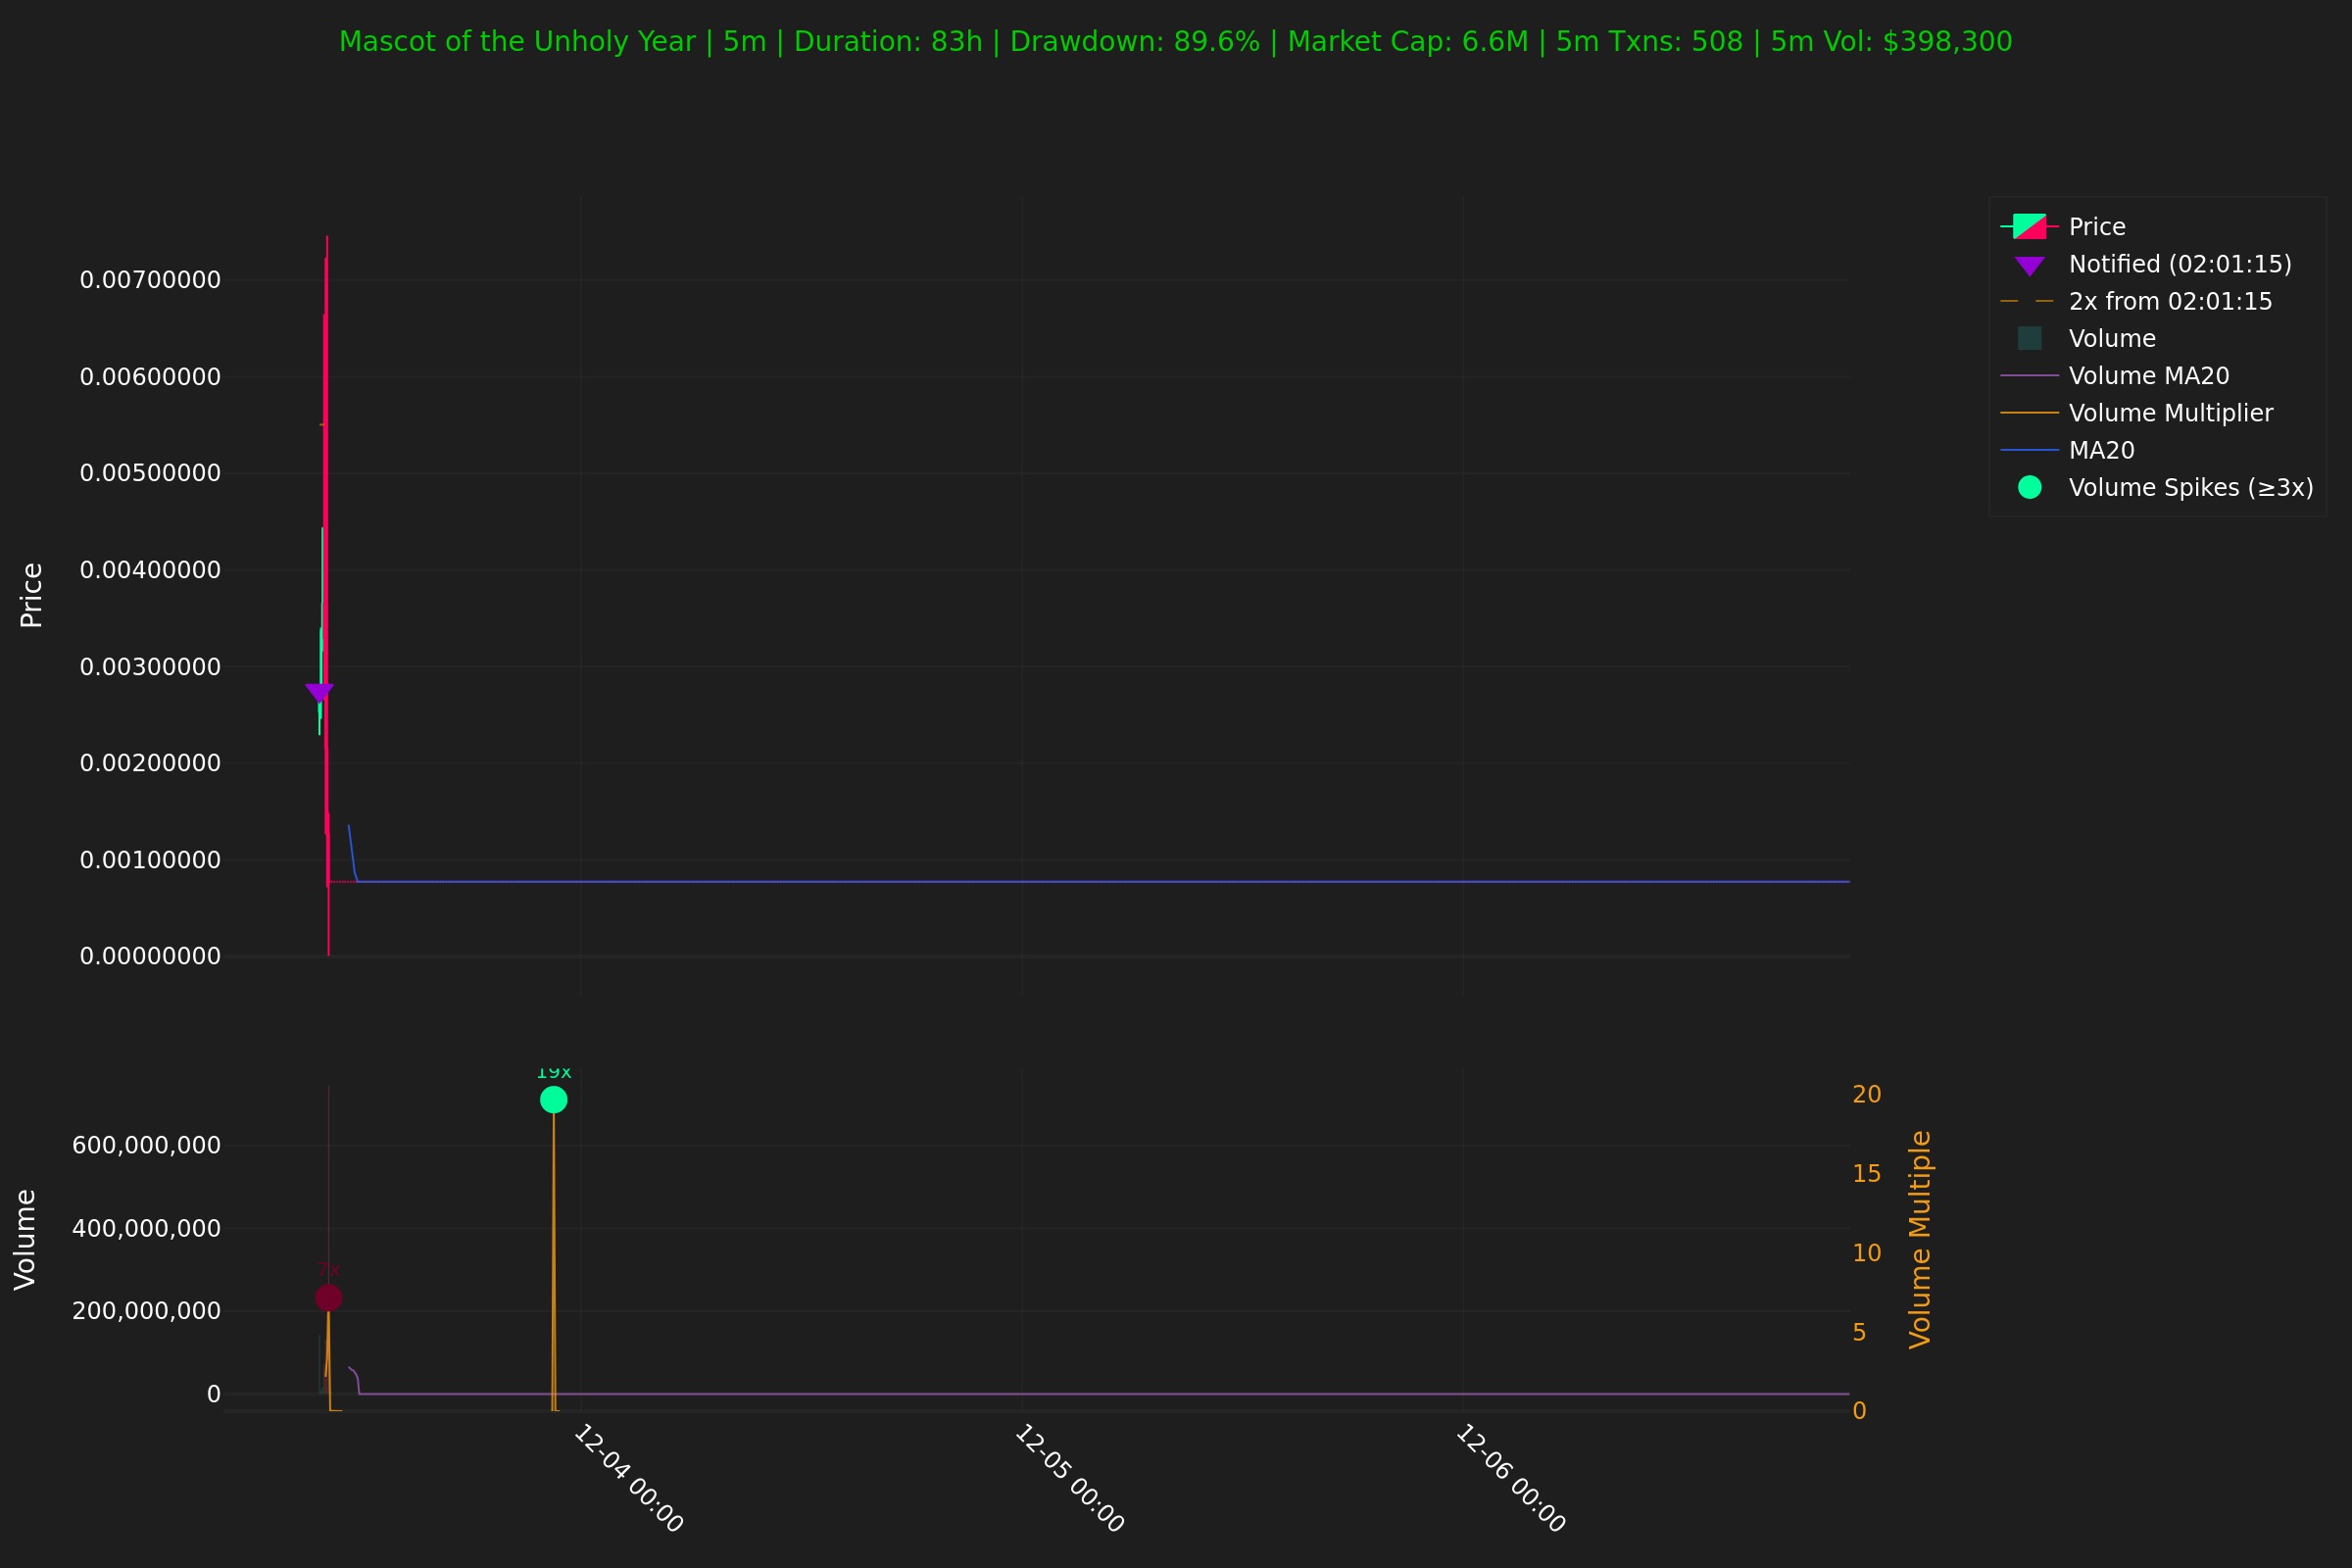 Mascot of the Unholy Year | 5m | Duration: 83h | Drawdown: 89.6% | Market Cap: 6.6M | 5m Txns: 508 | 5m Vol: $398,300
Price
Notified (02:01:15)
2x from 02:01:15
Volume
Volume MA20
Volume Multiplier
MA20
Volume Spikes (≥3x)
Price
0.00700000
0.00600000
0.00500000
0.00400000
0.00300000
0.00200000
0.00100000
0.00000000
Volume
600,000,000
400,000,000
200,000,000
0
19x
7x
20
15
10
5
0
Volume Multiple
12-04 00:00
12-05 00:00
12-06 00:00